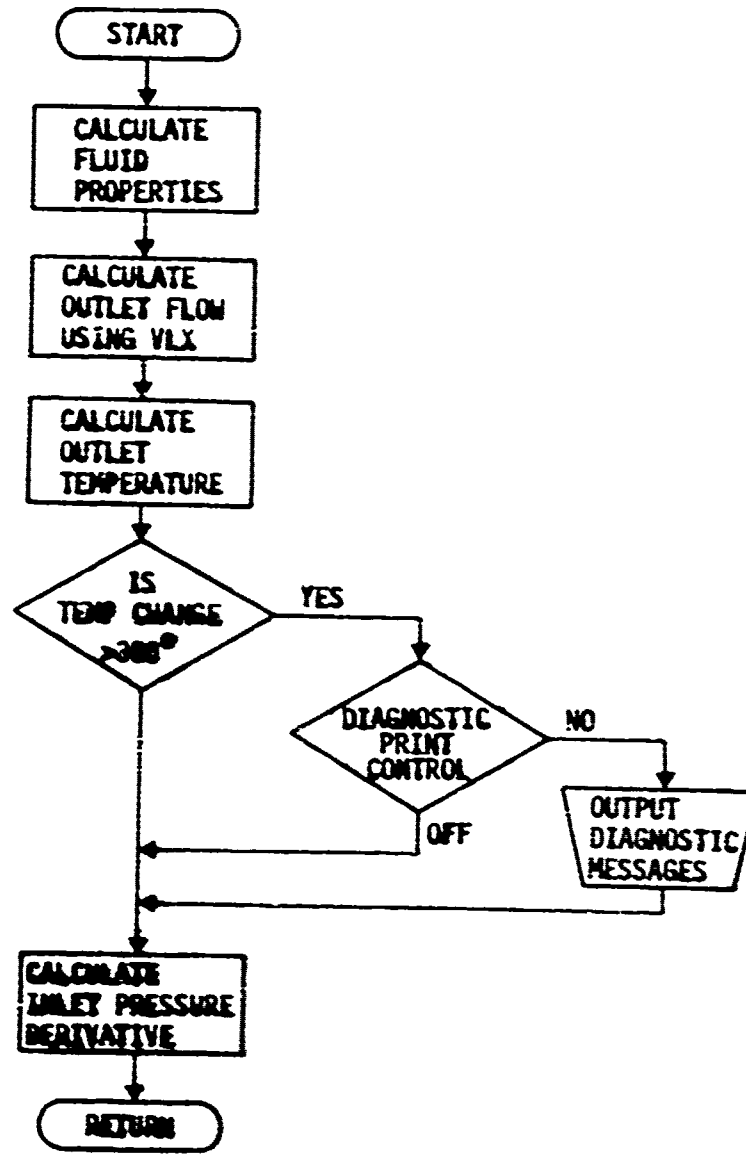 START
CALCULATE
FLUID
PROPERTIES
CALCULATE
OUTLET FLOW
USING VLX
CALCULATE
OUTLET
TEMPERATURE
IS
TEMP CHANGE
YES
DIAGNOSTIC
PRINT
CONTROL
NO
OFF
OUTPUT
DIAGNOSTIC
MESSAGES
CALCULATE
INLET PRESSURE
DERIVATIVE
RETURN